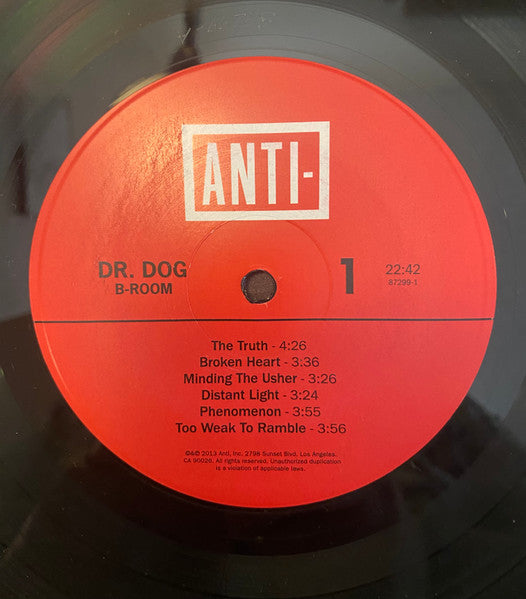 ANTI-
DR. DOG
B-ROOM
1
22:42
87299-1
The Truth - 4:26
Broken Heart - 3:36
Minding The Usher - 3:26
Distant Light - 3:24
Phenomenon - 3:55
Too Weak To Ramble - 3:56
©&℗ 2013 Anti, Inc. 2798 Sunset Blvd. Los Angeles,
CA 90026. All rights reserved. Unauthorized duplication
is a violation of applicable laws.